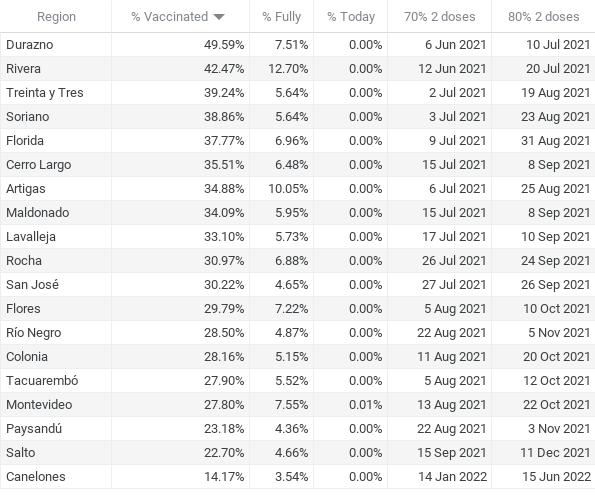 Region % Vaccinated % Fully % Today 70% 2 doses 80% 2 doses
Durazno 49.59% 7.51% 0.00% 6 Jun 2021 10 Jul 2021
Rivera 42.47% 12.70% 0.00% 12 Jun 2021 20 Jul 2021
Treinta y Tres 39.24% 5.64% 0.00% 2 Jul 2021 19 Aug 2021
Soriano 38.86% 5.64% 0.00% 3 Jul 2021 23 Aug 2021
Florida 37.77% 6.96% 0.00% 9 Jul 2021 31 Aug 2021
Cerro Largo 35.51% 6.48% 0.00% 15 Jul 2021 8 Sep 2021
Artigas 34.88% 10.05% 0.00% 6 Jul 2021 25 Aug 2021
Maldonado 34.09% 5.95% 0.00% 15 Jul 2021 8 Sep 2021
Lavalleja 33.10% 5.73% 0.00% 17 Jul 2021 10 Sep 2021
Rocha 30.97% 6.88% 0.00% 26 Jul 2021 24 Sep 2021
San José 30.22% 4.65% 0.00% 27 Jul 2021 26 Sep 2021
Flores 29.79% 7.22% 0.00% 5 Aug 2021 10 Oct 2021
Río Negro 28.50% 4.87% 0.00% 22 Aug 2021 5 Nov 2021
Colonia 28.16% 5.15% 0.00% 11 Aug 2021 20 Oct 2021
Tacuarembó 27.90% 5.52% 0.00% 5 Aug 2021 12 Oct 2021
Montevideo 27.80% 7.55% 0.01% 13 Aug 2021 22 Oct 2021
Paysandú 23.18% 4.36% 0.00% 22 Aug 2021 3 Nov 2021
Salto 22.70% 4.66% 0.00% 15 Sep 2021 11 Dec 2021
Canelones 14.17% 3.54% 0.00% 14 Jan 2022 15 Jun 2022